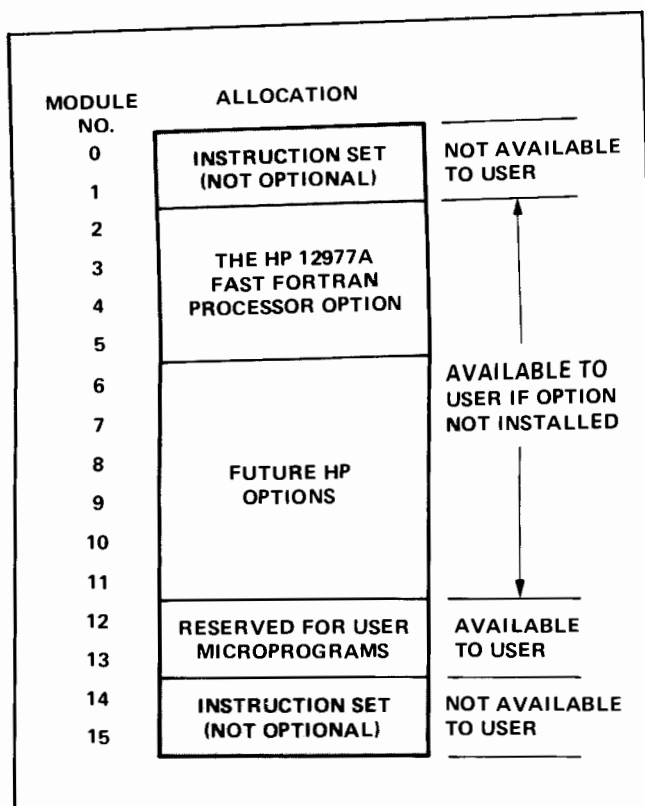 MODULE
NO.
ALLOCATION
0
1
2
3
4
5
6
7
8
9
10
11
12
13
14
15
INSTRUCTION SET
(NOT OPTIONAL)
THE HP 12977A
FAST FORTRAN
PROCESSOR OPTION
FUTURE HP
OPTIONS
RESERVED FOR USER
MICROPROGRAMS
INSTRUCTION SET
(NOT OPTIONAL)
NOT AVAILABLE
TO USER
AVAILABLE TO
USER IF OPTION
NOT INSTALLED
AVAILABLE
TO USER
NOT AVAILABLE
TO USER